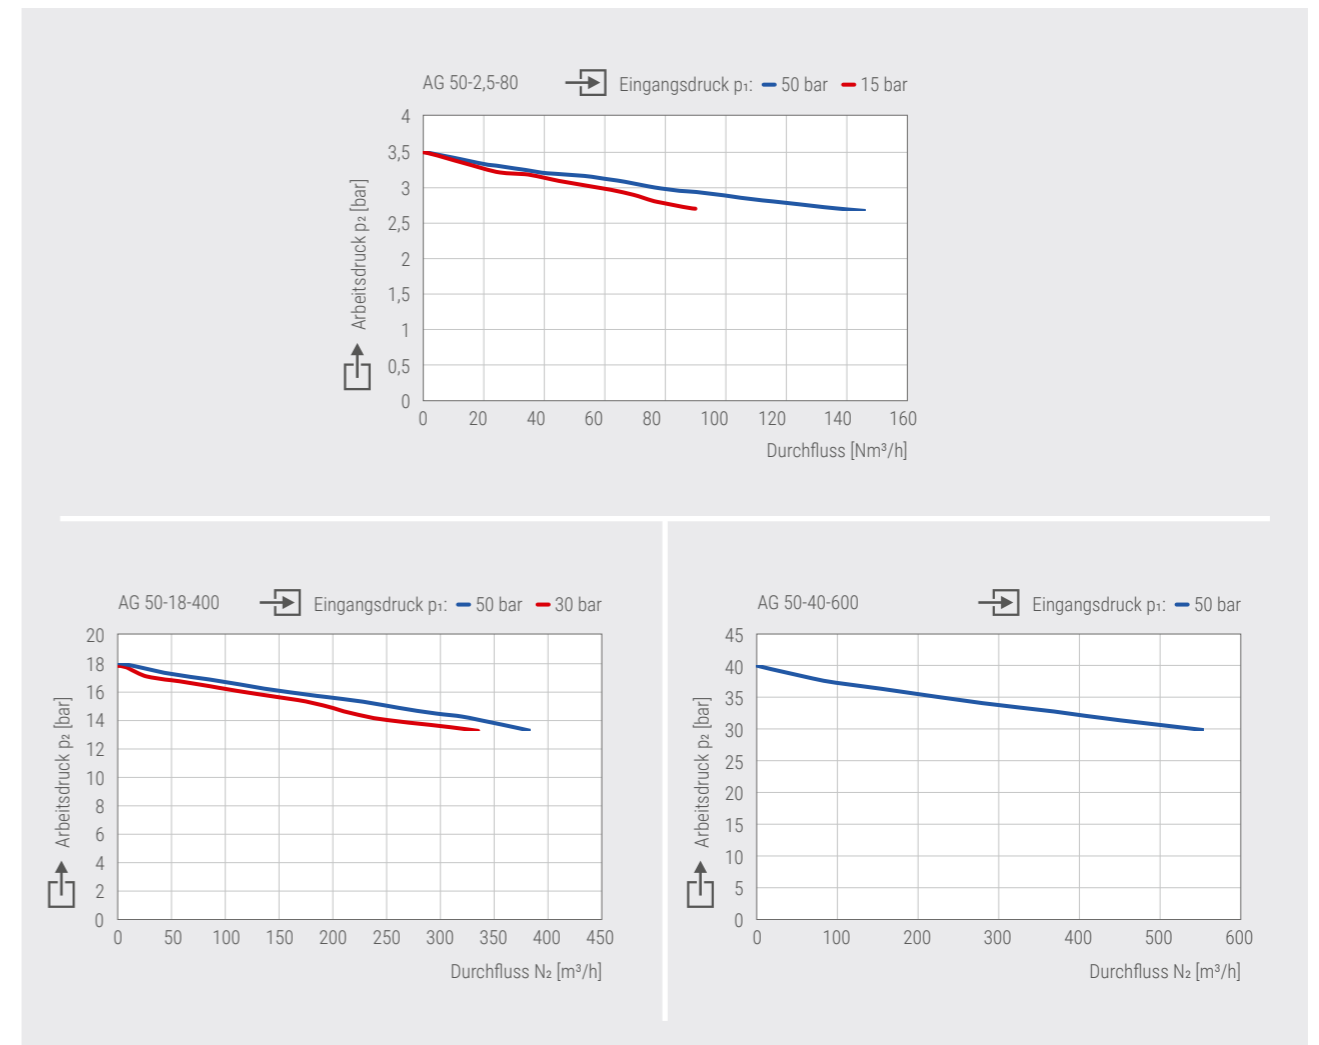 AG 50-2,5-80 Eingangsdruck p₁: 50 bar 15 bar
4
3,5
3
2,5
2
1,5
1
0,5
0
Arbeitsdruck p₂ [bar]
0 20 40 60 80 100 120 140 160
Durchfluss [Nm³/h]
AG 50-18-400 Eingangsdruck p₁: 50 bar 30 bar
20
18
16
14
12
10
8
6
4
2
0
Arbeitsdruck p₂ [bar]
0 50 100 150 200 250 300 350 400 450
Durchfluss N₂ [m³/h]
AG 50-40-600 Eingangsdruck p₁: 50 bar
45
40
35
30
25
20
15
10
5
0
Arbeitsdruck p₂ [bar]
0 100 200 300 400 500 600
Durchfluss N₂ [m³/h]